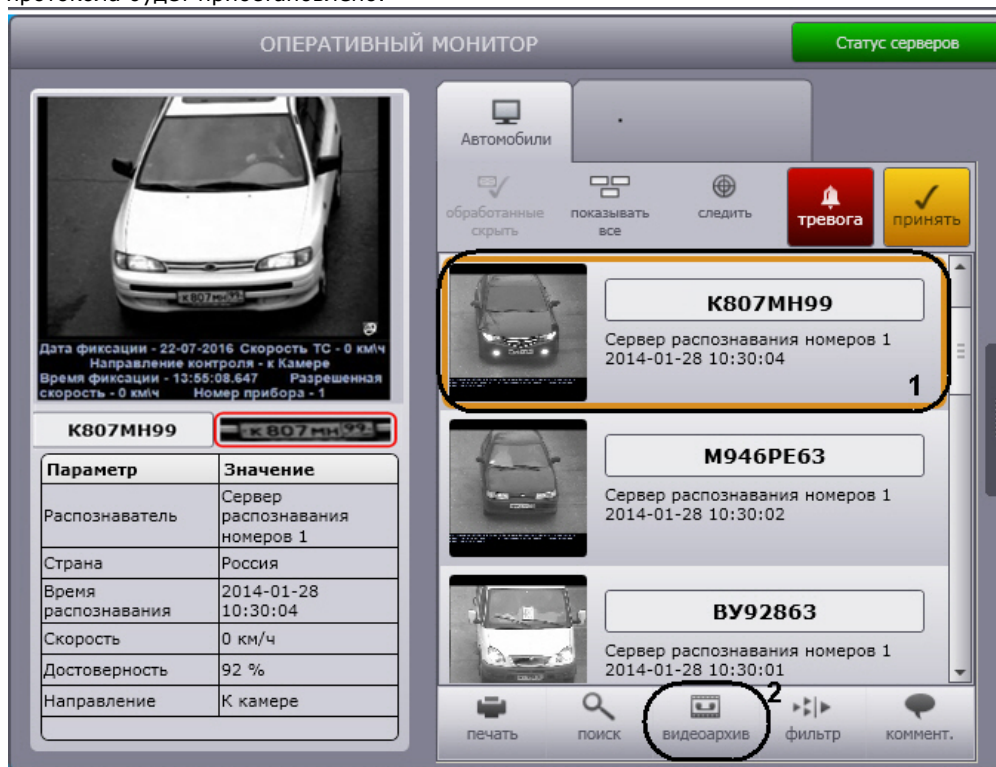 ОПЕРАТИВНЫЙ МОНИТОР
Статус серверов
Дата фиксации - 22-07-2016 Скорость ТС - 0 км\ч
Направление контроля - к Камере
Время фиксации - 13:55:08.647 Разрешенная
скорость - 0 км\ч Номер прибора - 1
К807МН99
к 807 мн 99
Параметр Значение
Распознаватель Сервер
распознавания
номеров 1
Страна Россия
Время
распознавания
2014-01-28
10:30:04
Скорость 0 км/ч
Достоверность 92 %
Направление К камере
Автомобили
обработанные
скрыть
показывать
все
следить
тревога
принять
К807МН99
Сервер распознавания номеров 1
2014-01-28 10:30:04
1
М946РЕ63
Сервер распознавания номеров 1
2014-01-28 10:30:02
ВУ92863
Сервер распознавания номеров 1
2014-01-28 10:30:01
2
печать
поиск
видеоархив
фильтр
коммент.